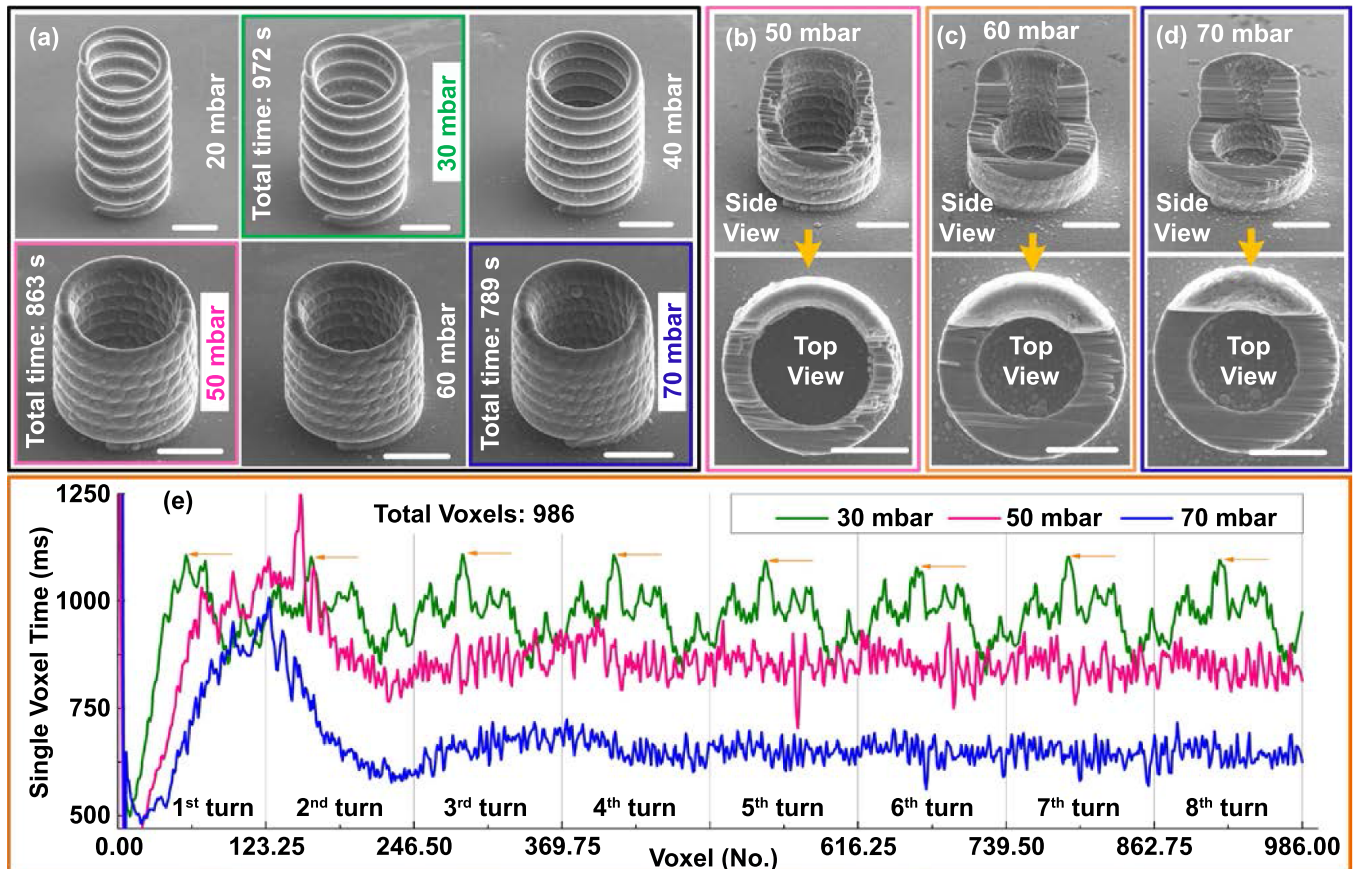 (a)
20 mbar
Total time: 972 s
30 mbar
40 mbar
Total time: 863 s
50 mbar
60 mbar
Total time: 789 s
70 mbar
(b) 50 mbar
Side
View
Top
View
(c) 60 mbar
Side
View
Top
View
(d) 70 mbar
Side
View
Top
View
(e)
Total Voxels: 986
30 mbar 50 mbar 70 mbar
Single Voxel Time (ms)
1250
1000
750
500
1st turn 2nd turn 3rd turn 4th turn 5th turn 6th turn 7th turn 8th turn
0.00 123.25 246.50 369.75 616.25 739.50 862.75 986.00
Voxel (No.)